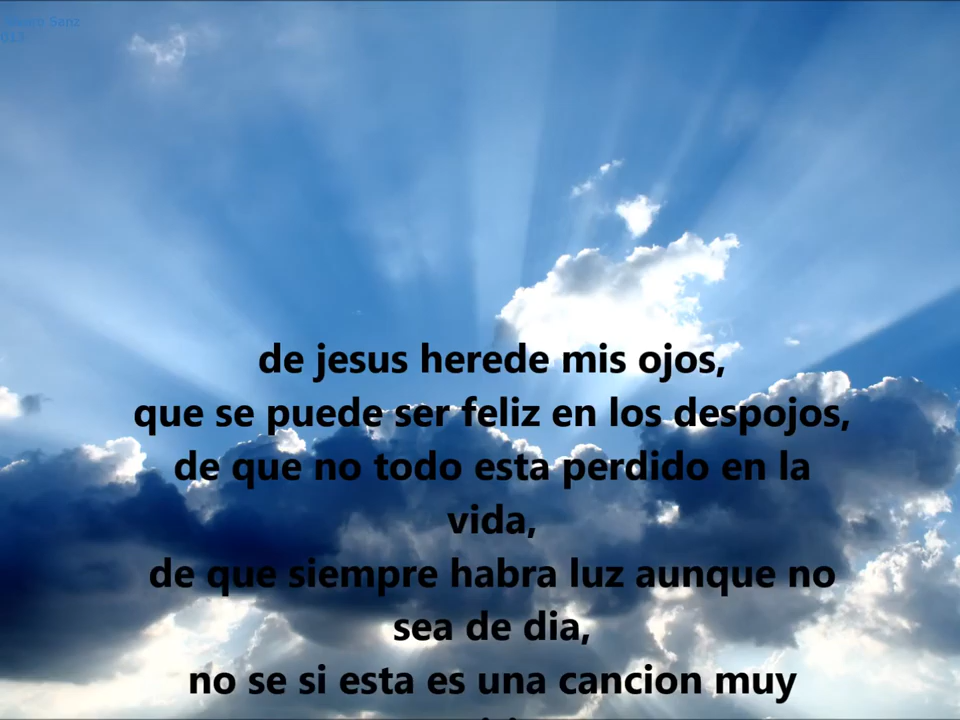 Sanz
de jesus herede mis ojos,
que se puede ser feliz en los despojos,
de que no todo esta perdido en la
vida,
de que siempre habra luz aunque no
sea de dia,
no se si esta es una cancion muy